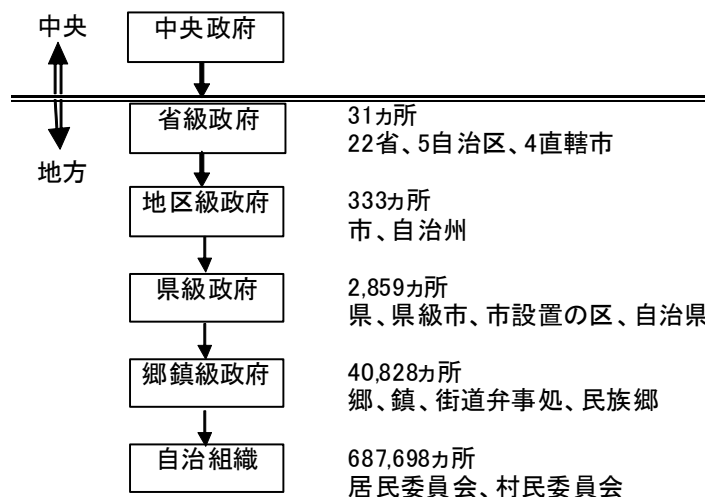 中央
中央政府
省級政府
31ヵ所
22省、5自治区、4直轄市
地方
地区級政府
333ヵ所
市、自治州
県級政府
2,859ヵ所
県、県級市、市設置の区、自治県
郷鎮級政府
40,828ヵ所
郷、鎮、街道弁事処、民族郷
自治組織
687,698ヵ所
居民委員会、村民委員会